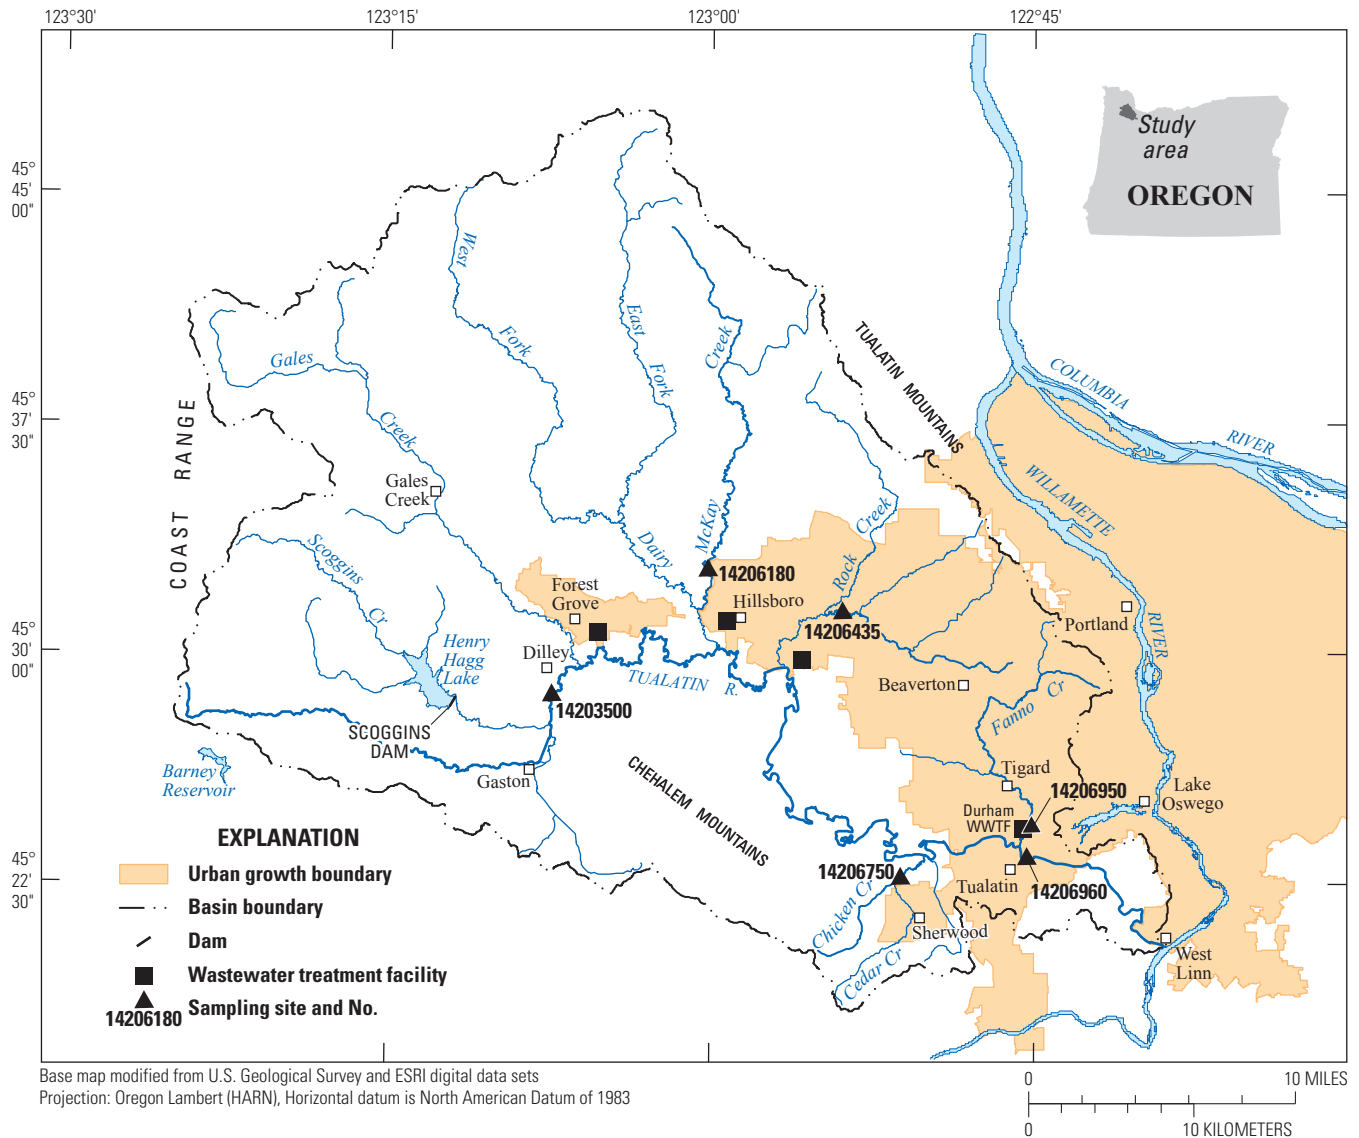 123°30'
123°15'
123°00'
122°45'
45°
45'
00"
45°
37'
30"
45°
30'
00"
45°
22'
30"
Study
area
OREGON
West
Fork
East
Fork
Creek
McKay
Dairy
Gales
Creek
Gales
Creek
COAST RANGE
TUALATIN MOUNTAINS
COLUMBIA
RIVER
LM
WILLAMETTE
RIVER
Creek
Rock
Scoggins
Cr
Henry
Hagg
Lake
Forest
Grove
Dilley
14206180
Hillsboro
14206435
Portland
Beaverton
Fanno Cr
TUALATIN R.
14203500
SCOGGINS
DAM
Gaston
Barney
Reservoir
CHEHALEM MOUNTAINS
Tigard
14206950
Durham
WWTF
Lake
Oswego
14206750
Tualatin
14206960
Chicken Cr
Sherwood
Cedar Cr
West
Linn
EXPLANATION
Urban growth boundary
Basin boundary
Dam
Wastewater treatment facility
14206180
Sampling site and No.
Base map modified from U.S. Geological Survey and ESRI digital data sets
Projection: Oregon Lambert (HARN), Horizontal datum is North American Datum of 1983
0 10 MILES
0 10 KILOMETERS